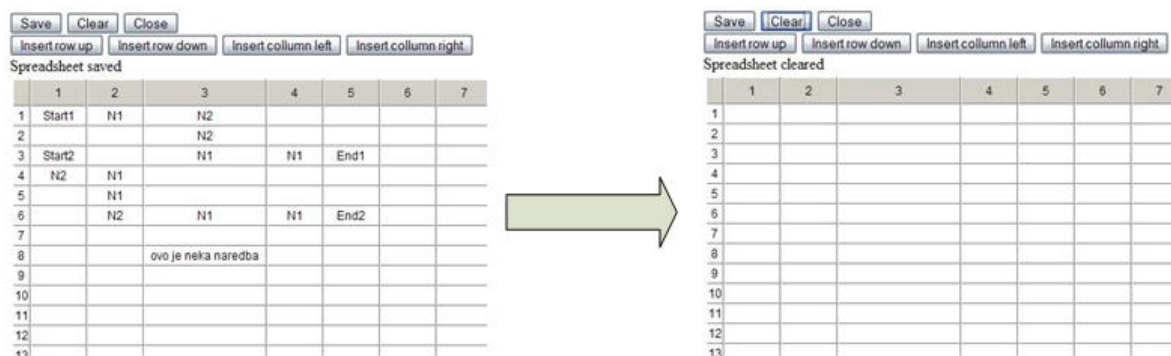 Save Clear Close
Insert row up Insert row down Insert collumn left Insert collumn right
Spreadsheet saved
1 2 3 4 5 6 7
1 Start1 N1 N2
2 N2
3 Start2 N1 N1 End1
4 N2 N1
5 N1
6 N2 N1 N1 End2
7
8 ovo je neka naredba
9
10
11
12
13
Save Clear Close
Insert row up Insert row down Insert collumn left Insert collumn right
Spreadsheet cleared
1 2 3 4 5 6 7
1
2
3
4
5
6
7
8
9
10
11
12
13